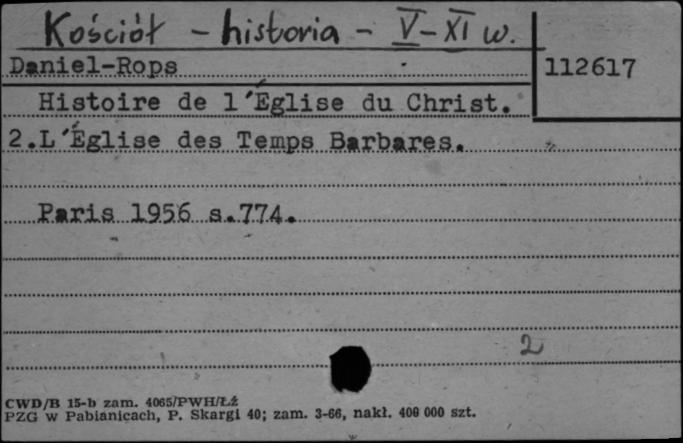 Kościół - historia - V-XI w.
Daniel-Rops
112617
Histoire de l'Église du Christ.
2.L'Église des Temps Barbares.
Paris 1956 s.774.
2
CWD/B 15-b zam. 4065/PWH/Łź
PZG w Pabianicach, P. Skargi 40; zam. 3-66, nakł. 400 000 szt.